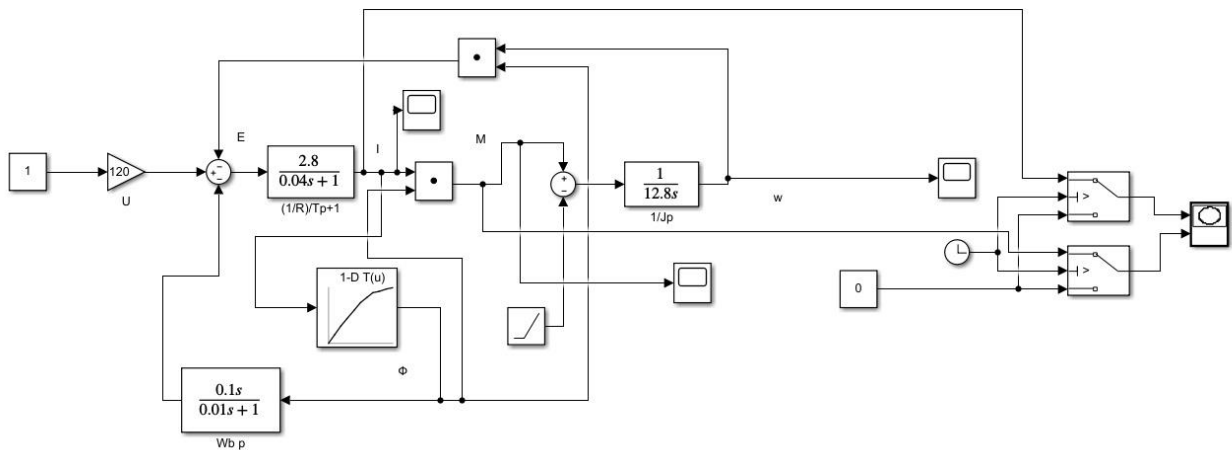 E
I
M
1
120
U
2.8
0.04s + 1
(1/R)/Tp+1
+
−
−
+
−
1
12.8s
1/Jp
w
>
>
0
1-D T(u)
Φ
0.1s
0.01s + 1
Wb p